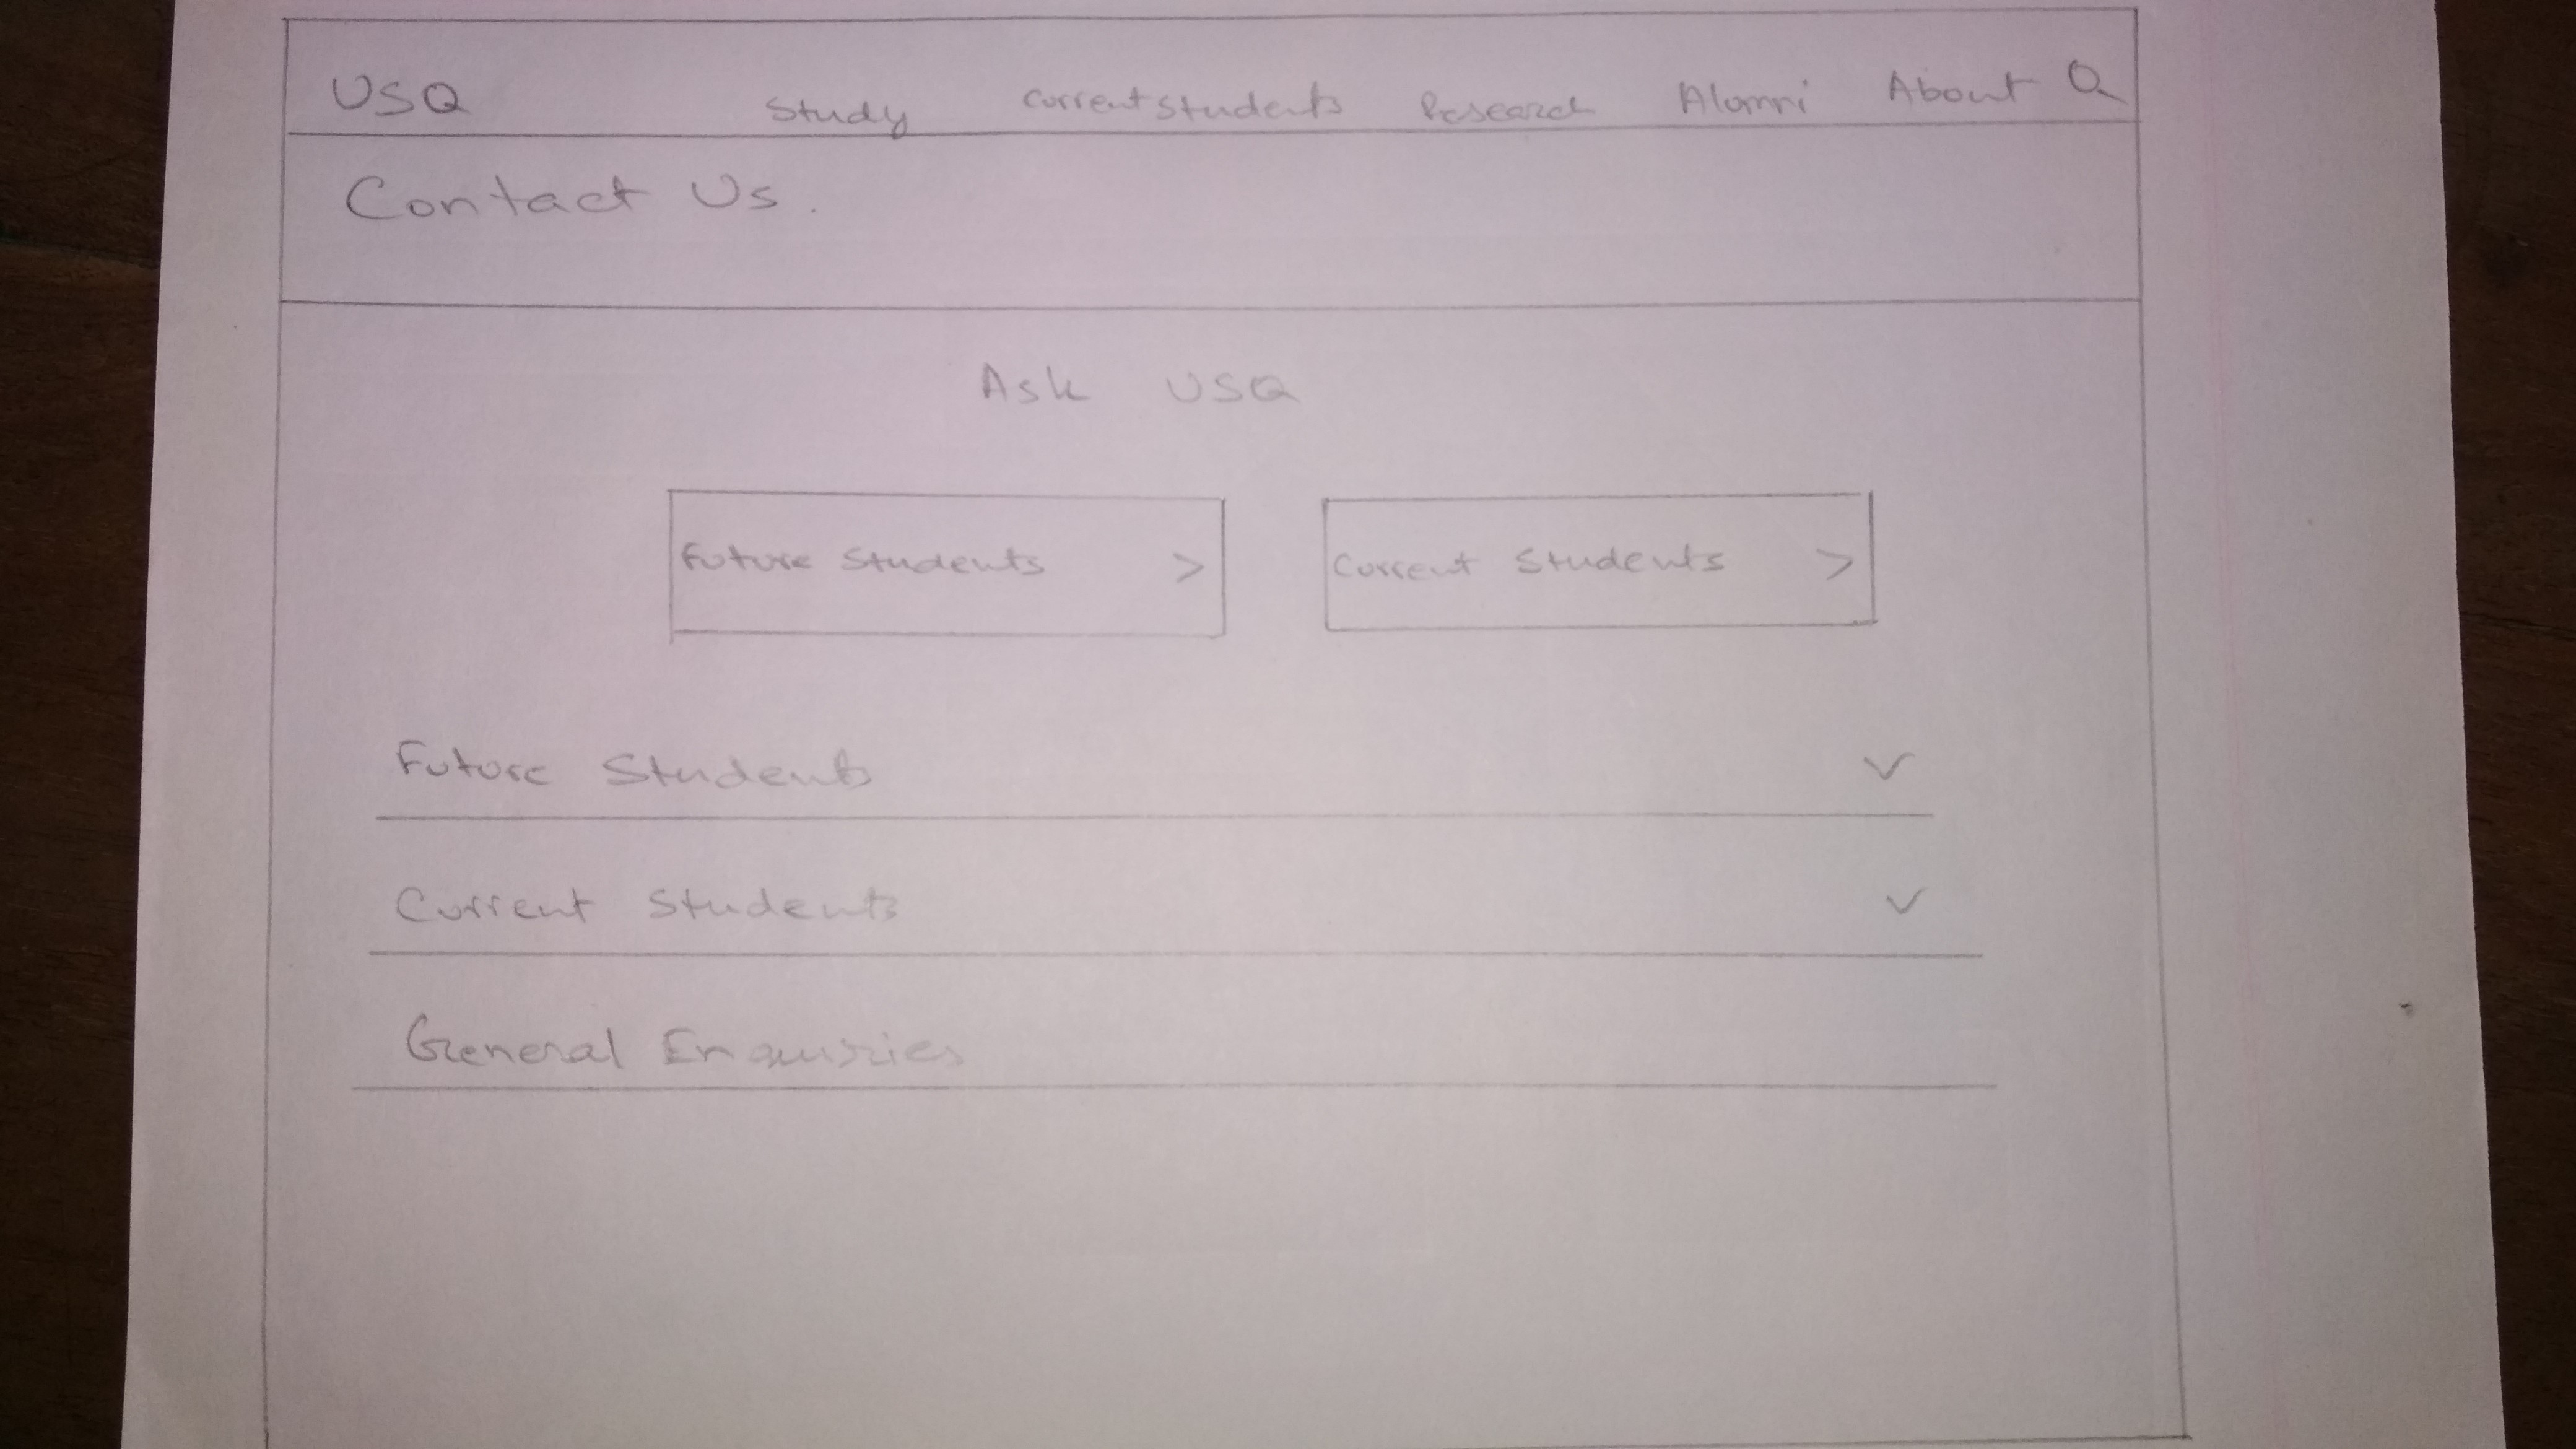 USQ Study Current Students Research Alumni About
Contact Us.
Ask USQ
Future Students >
Current Students >
Future Students
Current Students
General Enquiries